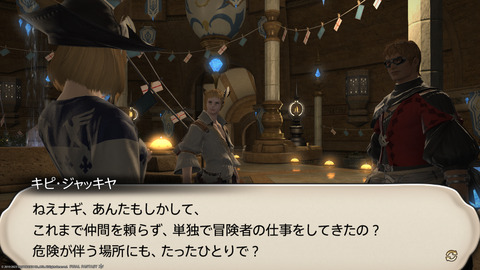 キピ・ジャッキヤ
ねえナギ、あんたもしかして、
これまで仲間を頼らず、単独で冒険者の仕事をしてきたの？
危険が伴う場所にも、たったひとりで？